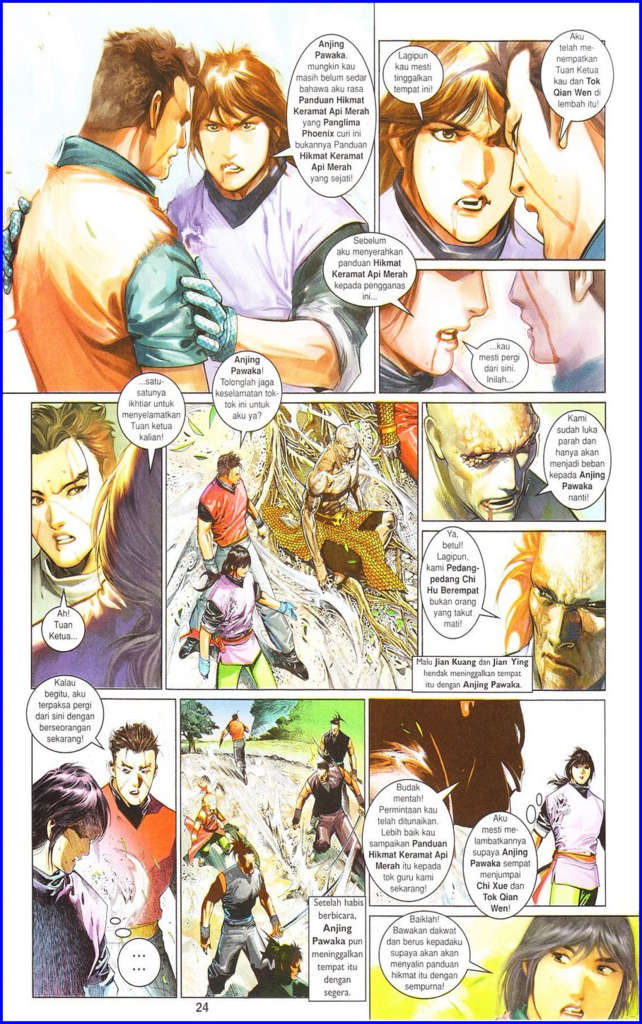 Anjing
Pawaka,
mungkin kau
masih belum sedar
bahawa aku rasa
Panduan Hikmat
Keramat Api Merah
yang Panglima
Phoenix curi ini
bukannya Panduan
Hikmat Keramat
Api Merah
yang sejati!
Lagipun
kau mesti
tinggalkan
tempat ini!
Aku
telah me-
nempatkan
Tuan Ketua
kau dan Tok
Qian Wen di
lembah itu!
Sebelum
aku menyerahkan
panduan Hikmat
Keramat Api Merah
kepada pengganas
ini...
...kau
mesti pergi
dari sini.
Inilah...
...satu-
satunya
ikhtiar untuk
menyelamatkan
Tuan ketua
kalian!
Ah!
Tuan
Ketua...
Anjing
Pawaka!
Tolonglah jaga
keselamatan tok-
tok ini untuk
aku ya?
Kami
sudah luka
parah dan
hanya akan
menjadi beban
kepada Anjing
Pawaka
nanti!
Ya,
betul!
Lagipun,
kami Pedang-
pedang Chi
Hu Berempat
bukan orang
yang takut
mati!
Malu Jian Kuang dan Jian Ying
hendak meninggalkan tempat
itu dengan Anjing Pawaka.
Kalau
begitu, aku
terpaksa pergi
dari sini dengan
berseorangan
sekarang!
...
...
Setelah habis
berbicara,
Anjing
Pawaka pun
meninggalkan
tempat itu
dengan
segera.
Budak
mentah!
Permintaan kau
telah ditunaikan.
Lebih baik kau
sampaikan Panduan
Hikmat Keramat Api
Merah itu kepada
tok guru kami
sekarang!
Aku
mesti me-
lambatkannya
supaya Anjing
Pawaka sempat
menjumpai
Chi Xue dan
Tok Qian
Wen!
Baiklah!
Bawakan dakwat
dan berus kepadaku
supaya akan akan
menyalin panduan
hikmat itu dengan
sempurna!
24